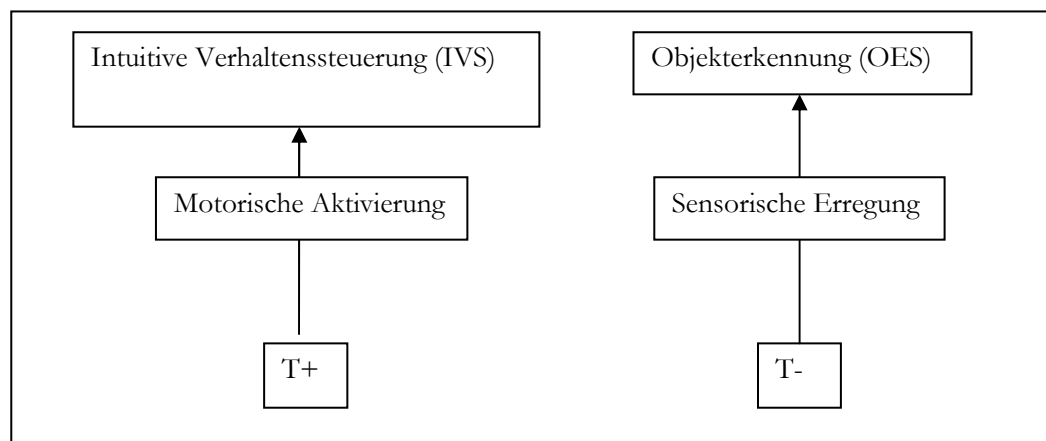 Intuitive Verhaltenssteuerung (IVS)
Objekterkennung (OES)
Motorische Aktivierung
Sensorische Erregung
T+
T-